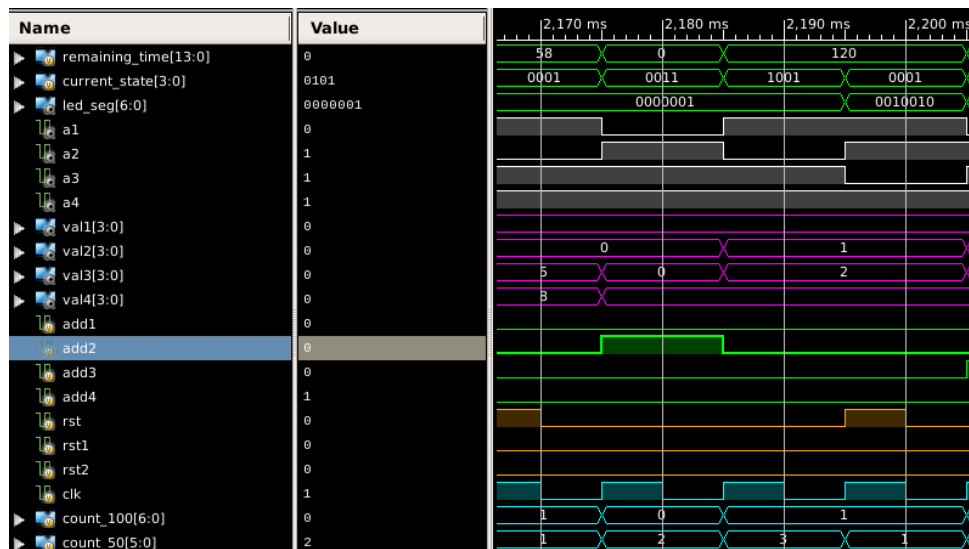 Name Value 2,170 ms 2,180 ms 2,190 ms 2,200 ms
remaining_time[13:0] 0 58 0 120
current_state[3:0] 0101 0001 0011 1001 0001
led_seg[6:0] 0000001 0000001 0010010
a1 0
a2 1
a3 1
a4 1
val1[3:0] 0
val2[3:0] 0 0 1
val3[3:0] 0 5 0 2
val4[3:0] 0 8
add1 0
add2 0
add3 0
add4 1
rst 0
rst1 0
rst2 0
clk 1
count_100[6:0] 0 1 0 1
count_50[5:0] 2 1 2 3 1